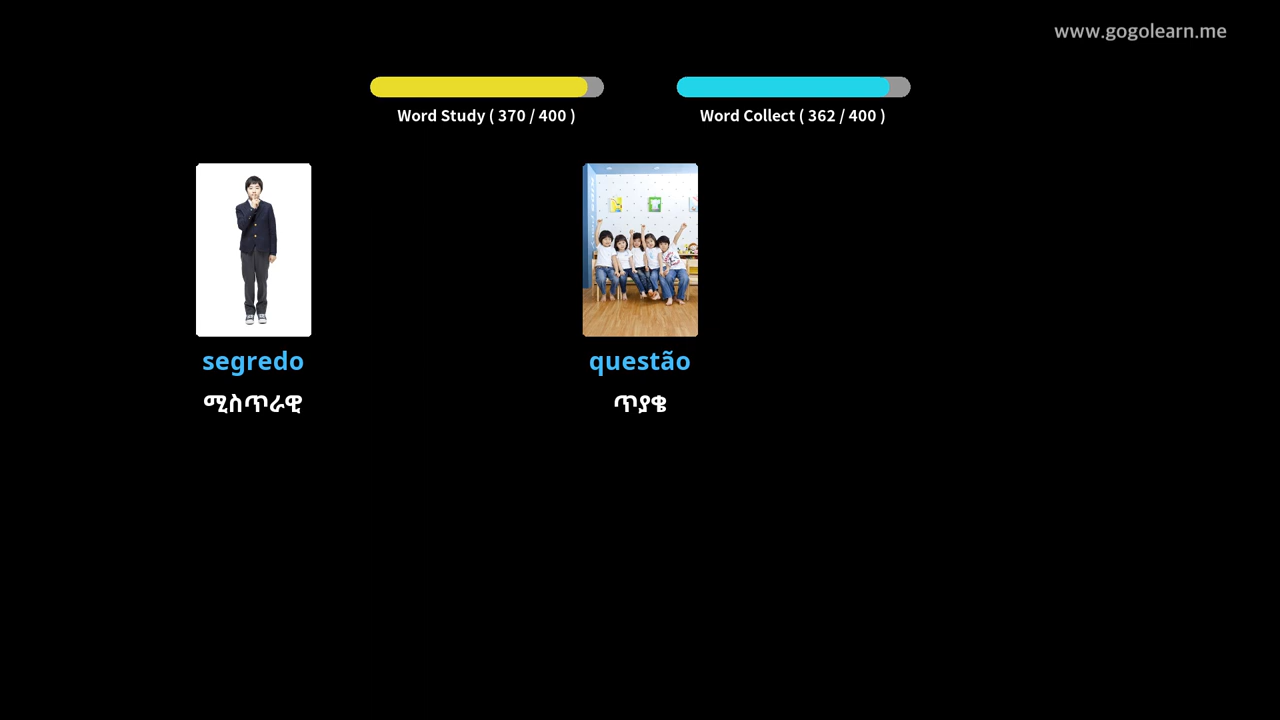 www.gogolearn.me
Word Study ( 370 / 400 )
Word Collect ( 362 / 400 )
segredo
questão
ሚስጥራዊ
ጥያቄ